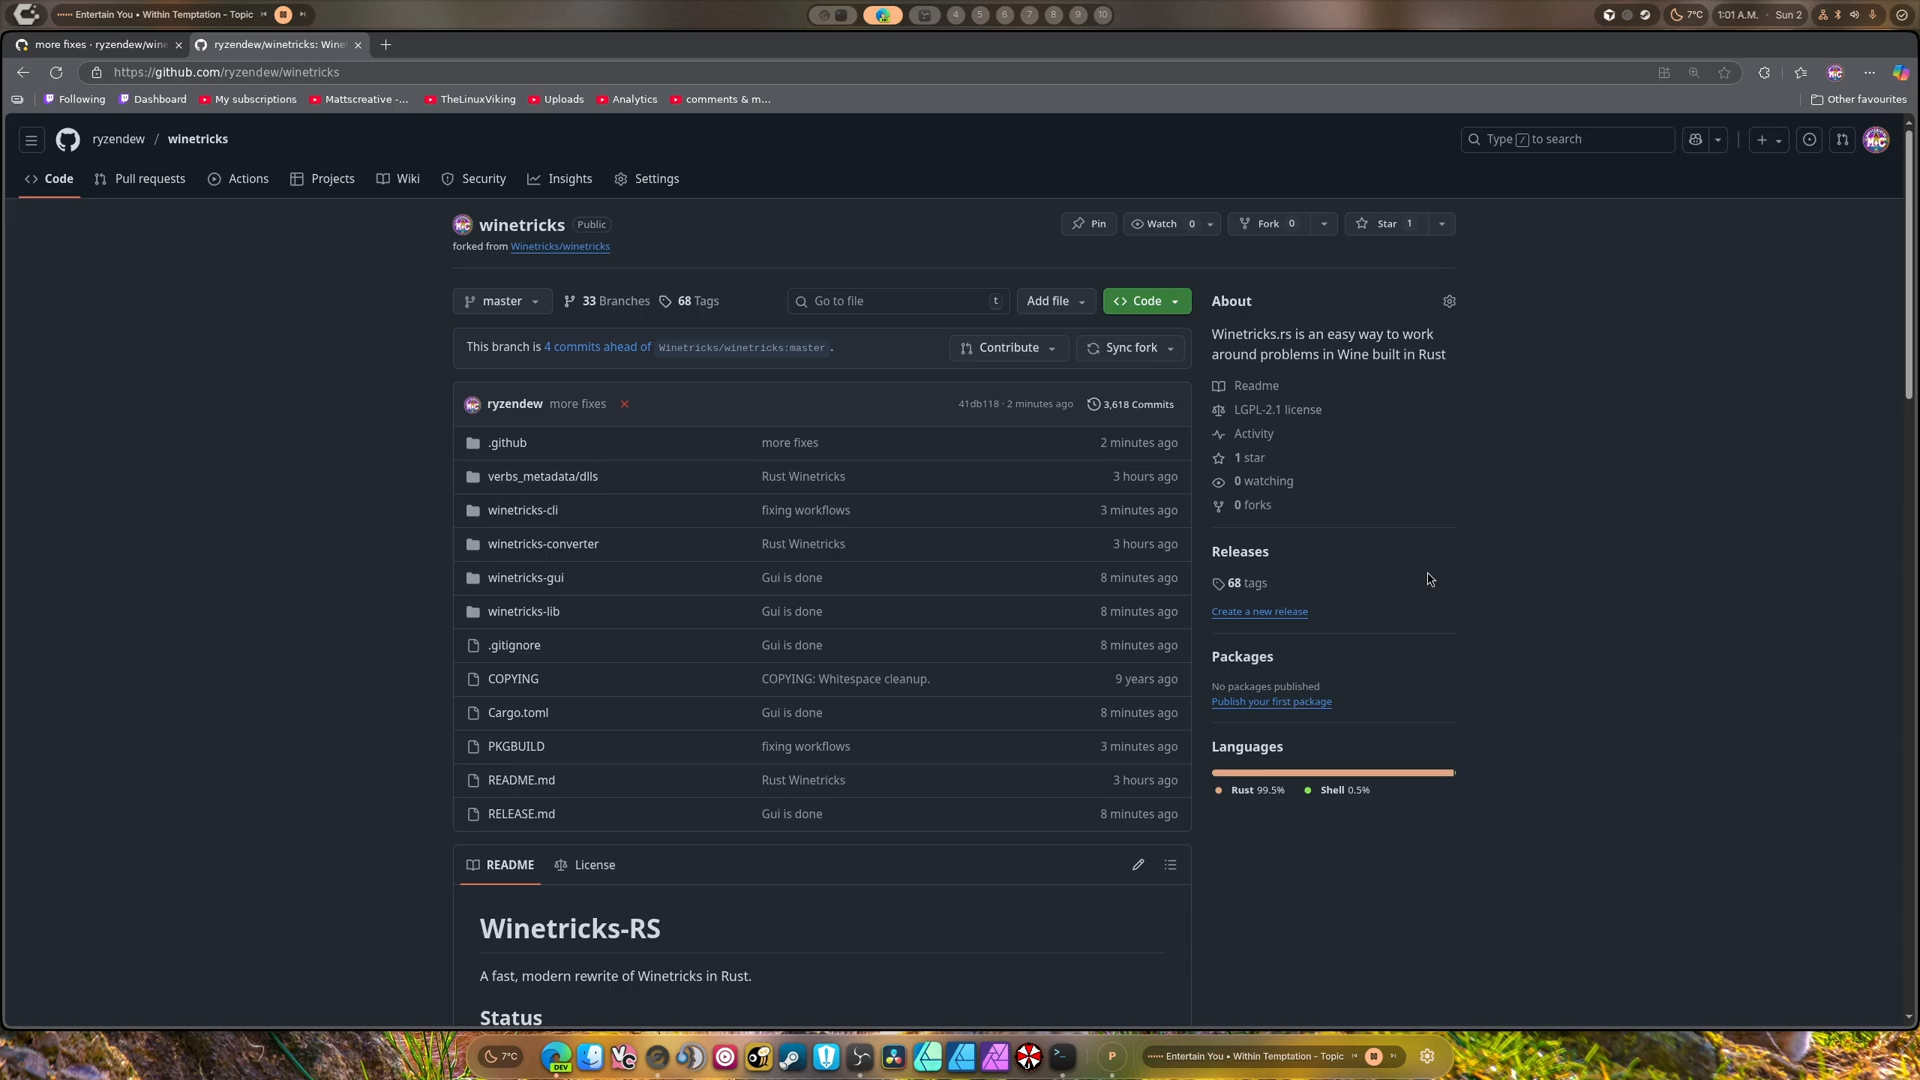 Entertain You • Within Temptation - Topic
4 5 6 7 8 9 10
7°C 1:01 A.M. · Sun 2
more fixes · ryzendew/wine
ryzendew/winetricks: Wine
https://github.com/ryzendew/winetricks
Following
Dashboard
My subscriptions
Mattscreative -...
TheLinuxViking
Uploads
Analytics
comments & m...
Other favourites
ryzendew / winetricks
Type / to search
Code
Pull requests
Actions
Projects
Wiki
Security
Insights
Settings
winetricks Public
forked from Winetricks/winetricks
Pin
Watch 0
Fork 0
Star 1
master
33 Branches
68 Tags
Go to file t
Add file
Code
This branch is 4 commits ahead of Winetricks/winetricks:master .
Contribute
Sync fork
ryzendew more fixes 41db118 · 2 minutes ago 3,618 Commits
.github more fixes 2 minutes ago
verbs_metadata/dlls Rust Winetricks 3 hours ago
winetricks-cli fixing workflows 3 minutes ago
winetricks-converter Rust Winetricks 3 hours ago
winetricks-gui Gui is done 8 minutes ago
winetricks-lib Gui is done 8 minutes ago
.gitignore Gui is done 8 minutes ago
COPYING COPYING: Whitespace cleanup. 9 years ago
Cargo.toml Gui is done 8 minutes ago
PKGBUILD fixing workflows 3 minutes ago
README.md Rust Winetricks 3 hours ago
RELEASE.md Gui is done 8 minutes ago
README
License
Winetricks-RS
A fast, modern rewrite of Winetricks in Rust.
Status
About
Winetricks.rs is an easy way to work
around problems in Wine built in Rust
Readme
LGPL-2.1 license
Activity
1 star
0 watching
0 forks
Releases
68 tags
Create a new release
Packages
No packages published
Publish your first package
Languages
Rust 99.5% Shell 0.5%
7°C
DEV
P
Entertain You • Within Temptation - Topic